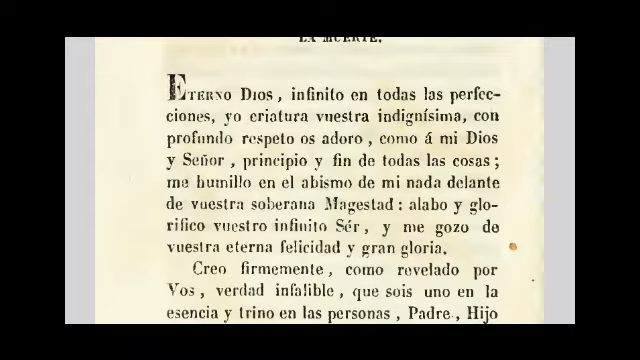 LA MUERTE.
ETERNO DIOS, infinito en todas las perfec-
ciones, yo criatura vuestra indignísima, con
profundo respeto os adoro, como á mi Dios
y Señor, principio y fin de todas las cosas;
me humillo en el abismo de mi nada delante
de vuestra soberana Magestad: alabo y glo-
rifico vuestro infinito Sér, y me gozo de
vuestra eterna felicidad y gran gloria.
Creo firmemente, como revelado por
Vos, verdad infalible, que sois uno en la
esencia y trino en las personas, Padre, Hijo